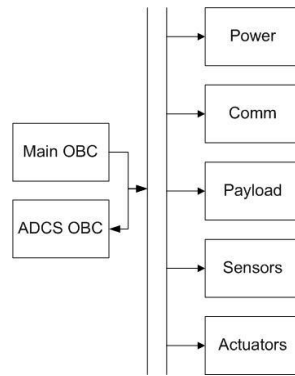 Main OBC
ADCS OBC
Power
Comm
Payload
Sensors
Actuators